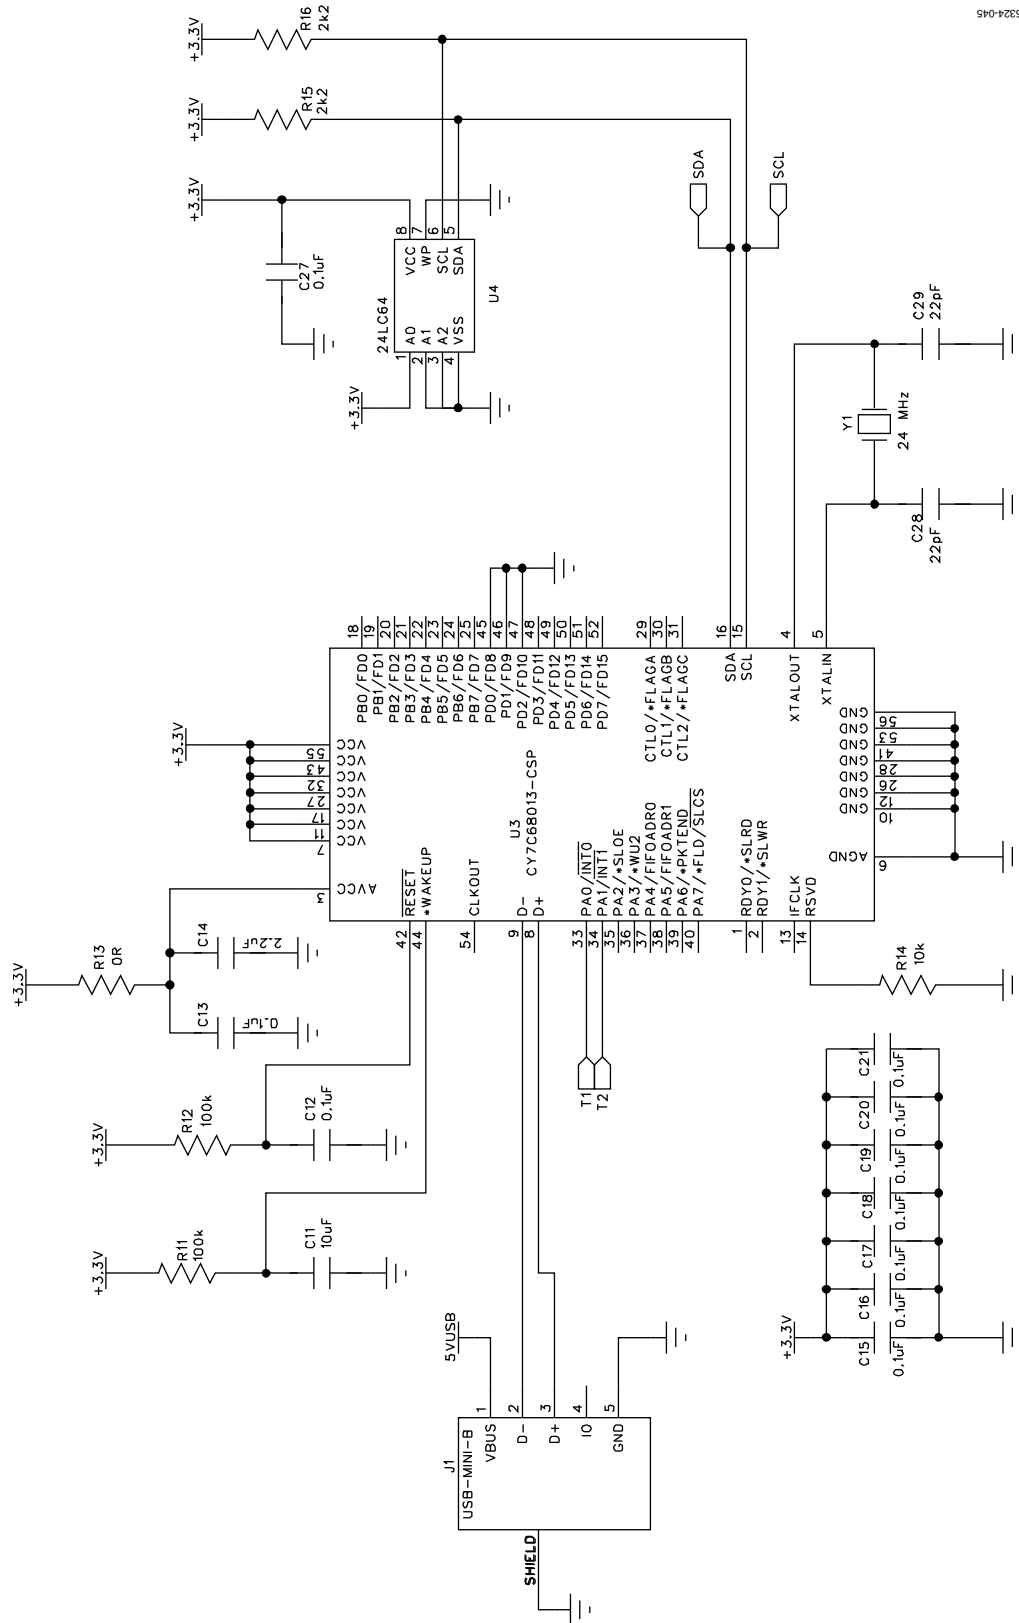 6324-045
+3.3V
R16
2k2
+3.3V
R15
2k2
+3.3V
C27
0.1uF
24LC64
U4
1 A0
2 A1
3 A2
4 VSS
VCC 8
WP 7
SCL 6
SDA 5
+3.3V
SDA
SCL
C29
22pF
Y1
24 MHz
C28
22pF
PB0/FD0 18
PB1/FD1 19
PB2/FD2 20
PB3/FD3 21
PB4/FD4 22
PB5/FD5 23
PB6/FD6 24
PB7/FD7 25
PD0/FD8 45
PD1/FD9 46
PD2/FD10 47
PD3/FD11 48
PD4/FD12 49
PD5/FD13 50
PD6/FD14 51
PD7/FD15 52
CTL0/*FLAGA 29
CTL1/*FLAGB 30
CTL2/*FLAGC 31
SDA 16
SCL 15
XTALOUT 4
XTALIN 5
+3.3V
VCC 55
VCC 43
VCC 32
VCC 27
VCC 17
VCC 11
VCC 7
AVCC 3
U3
CY7C68013-CSP
GND 56
GND 53
GND 41
GND 28
GND 26
GND 12
GND 10
AGND 6
42 RESET
44 *WAKEUP
54 CLKOUT
9 D-
8 D+
33 PA0/INT0
34 PA1/INT1
35 PA2/*SLOE
36 PA3/*WU2
37 PA4/FIFOADR0
38 PA5/FIFOADR1
39 PA6/*PKTEND
40 PA7/*FLD/SLCS
1 RDY0/*SLRD
2 RDY1/*SLWR
13 IFCLK
14 RSVD
+3.3V
R13
0R
C14
2.2uF
C13
0.1uF
+3.3V
R12
100k
C12
0.1uF
+3.3V
R11
100k
C11
10uF
T1
T2
R14
10k
+3.3V
C15
0.1uF
C16
0.1uF
C17
0.1uF
C18
0.1uF
C19
0.1uF
C20
0.1uF
C21
0.1uF
5VUSB
J1
USB-MINI-B
VBUS 1
D- 2
D+ 3
IO 4
GND 5
SHIELD